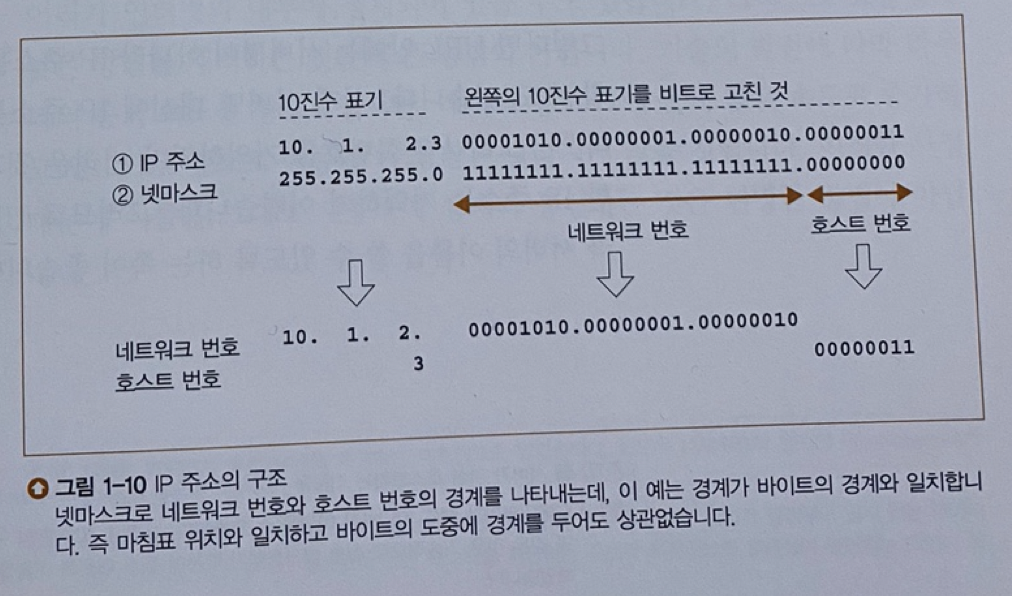 10진수 표기 왼쪽의 10진수 표기를 비트로 고친 것
① IP 주소 10. 1. 2.3 00001010.00000001.00000010.00000011
② 넷마스크 255.255.255.0 11111111.11111111.11111111.00000000
네트워크 번호 호스트 번호
네트워크 번호 10. 1. 2. 00001010.00000001.00000010
호스트 번호 3 00000011
그림 1-10 IP 주소의 구조
넷마스크로 네트워크 번호와 호스트 번호의 경계를 나타내는데, 이 예는 경계가 바이트의 경계와 일치합니
다. 즉 마침표 위치와 일치하고 바이트의 도중에 경계를 두어도 상관없습니다.